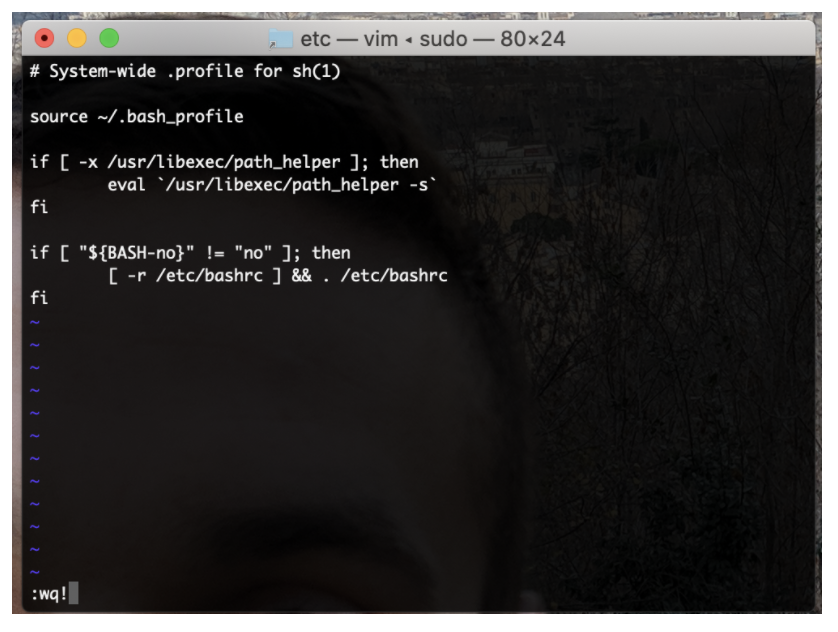 etc — vim ◂ sudo — 80×24
# System-wide .profile for sh(1)
source ~/.bash_profile
if [ -x /usr/libexec/path_helper ]; then
        eval `/usr/libexec/path_helper -s`
fi
if [ "${BASH-no}" != "no" ]; then
        [ -r /etc/bashrc ] && . /etc/bashrc
fi
~
~
~
~
~
~
~
~
~
~
~
~
:wq!